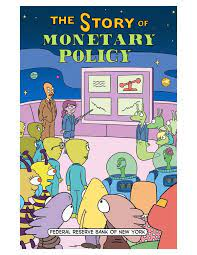 THE STORY OF
MONETARY
POLICY
FEDERAL RESERVE BANK OF NEW YORK